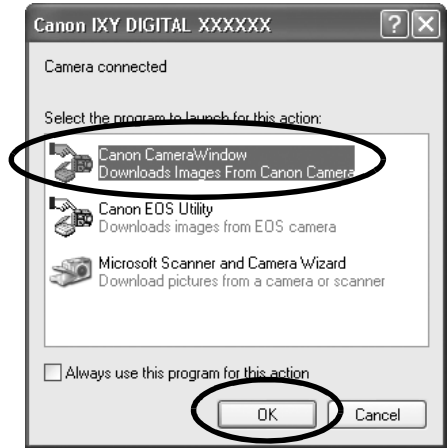 Canon IXY DIGITAL XXXXXX
Camera connected
Select the program to launch for this action:
Canon CameraWindow
Downloads Images From Canon Camera
Canon EOS Utility
Downloads images from EOS camera
Microsoft Scanner and Camera Wizard
Download pictures from a camera or scanner
Always use this program for this action
OK Cancel